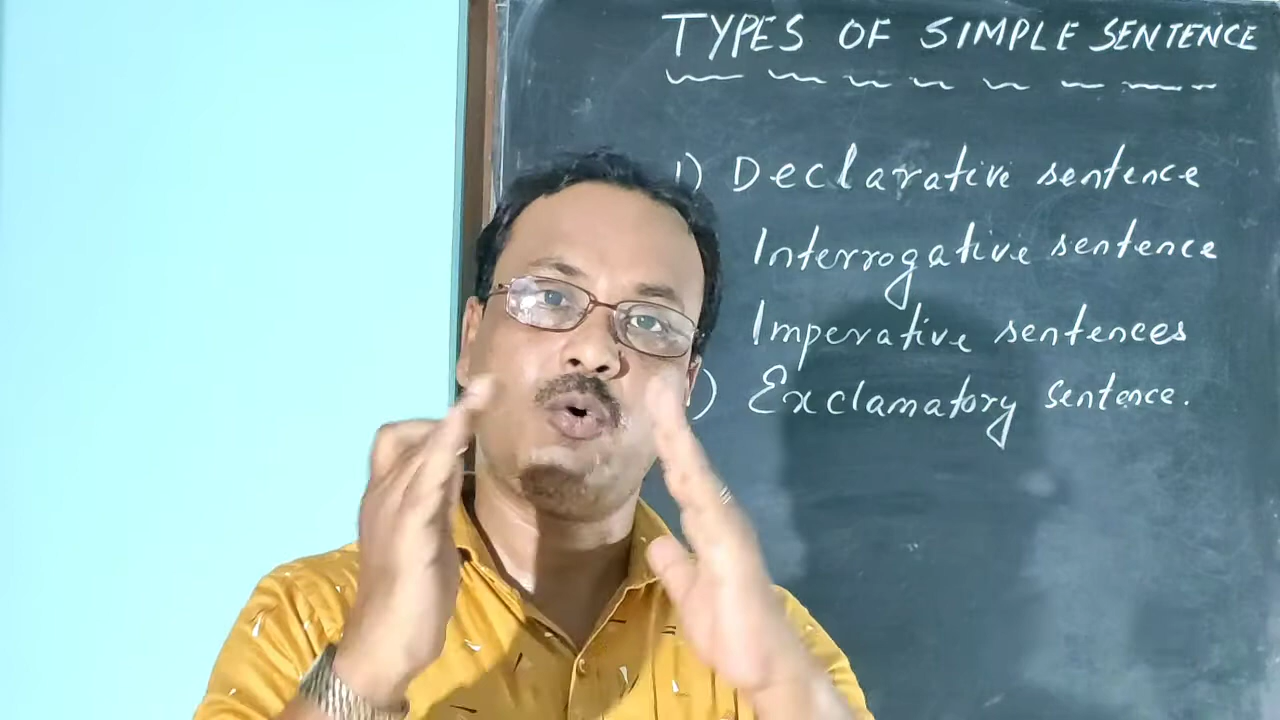 TYPES OF SIMPLE SENTENCE
1) Declarative sentence
Interrogative sentence
Imperative sentences
) Exclamatory sentence.